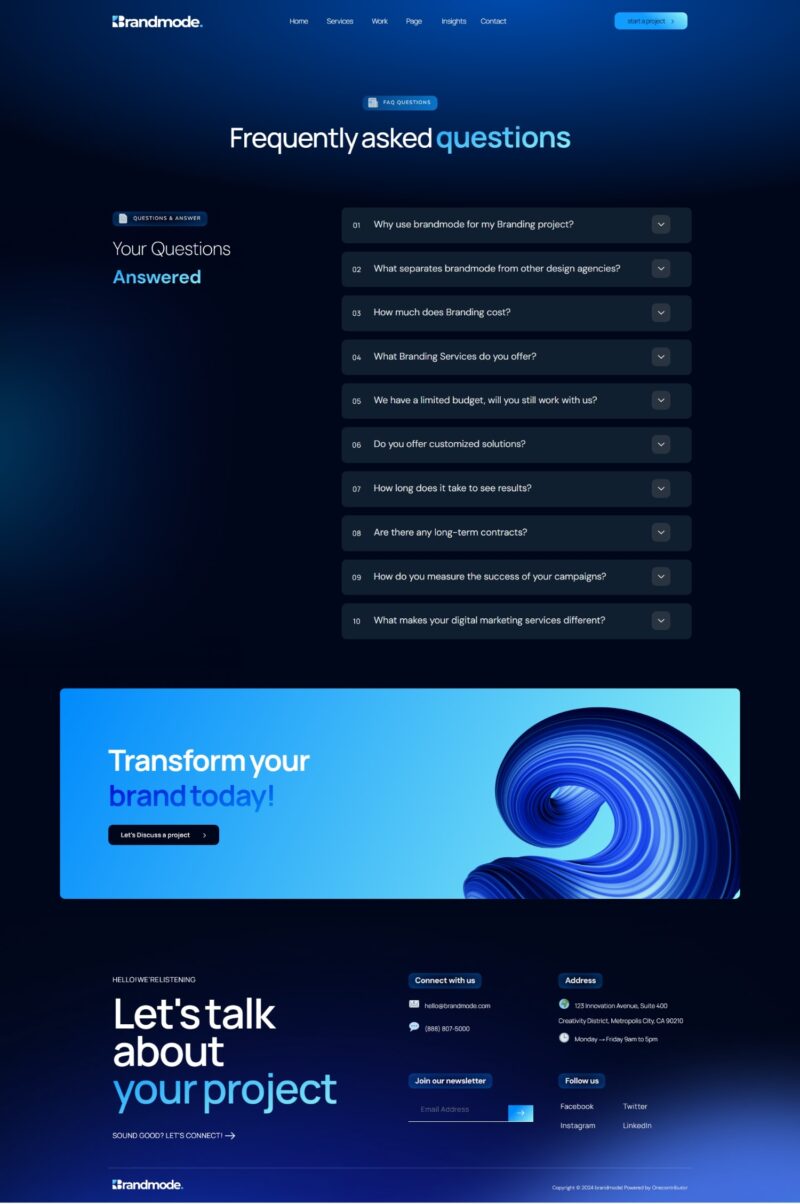 Brandmode.
Home Services Work Page Insights Contact
start a project
FAQ QUESTIONS
Frequently asked questions
QUESTIONS & ANSWER
Your Questions
Answered
01 Why use brandmode for my Branding project?
02 What separates brandmode from other design agencies?
03 How much does Branding cost?
04 What Branding Services do you offer?
05 We have a limited budget, will you still work with us?
06 Do you offer customized solutions?
07 How long does it take to see results?
08 Are there any long-term contracts?
09 How do you measure the success of your campaigns?
10 What makes your digital marketing services different?
Transform your
brand today!
Let's Discuss a project
HELLO! WE'RE LISTENING
Let's talk
about
your project
SOUND GOOD? LET'S CONNECT!
Connect with us
hello@brandmode.com
(888) 807-5000
Address
123 Innovation Avenue, Suite 400
Creativity District, Metropolis City, CA 90210
Monday → Friday 9am to 5pm
Join our newsletter
Email Address
Follow us
Facebook Twitter
Instagram LinkedIn
Brandmode.
Copyright © 2024 brandmode| Powered by Onecontributor